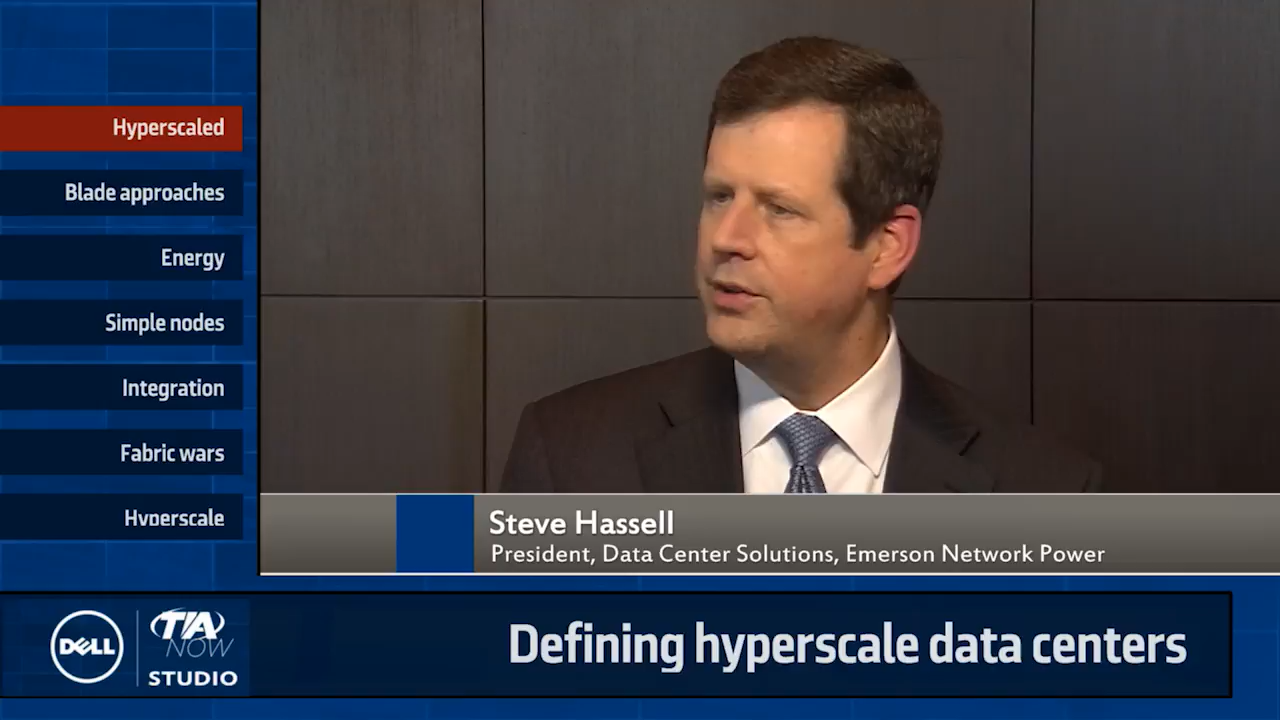 Hyperscaled
Blade approaches
Energy
Simple nodes
Integration
Fabric wars
Hyperscale
Steve Hassell
President, Data Center Solutions, Emerson Network Power
DELL
TIA
NOW
STUDIO
Defining hyperscale data centers